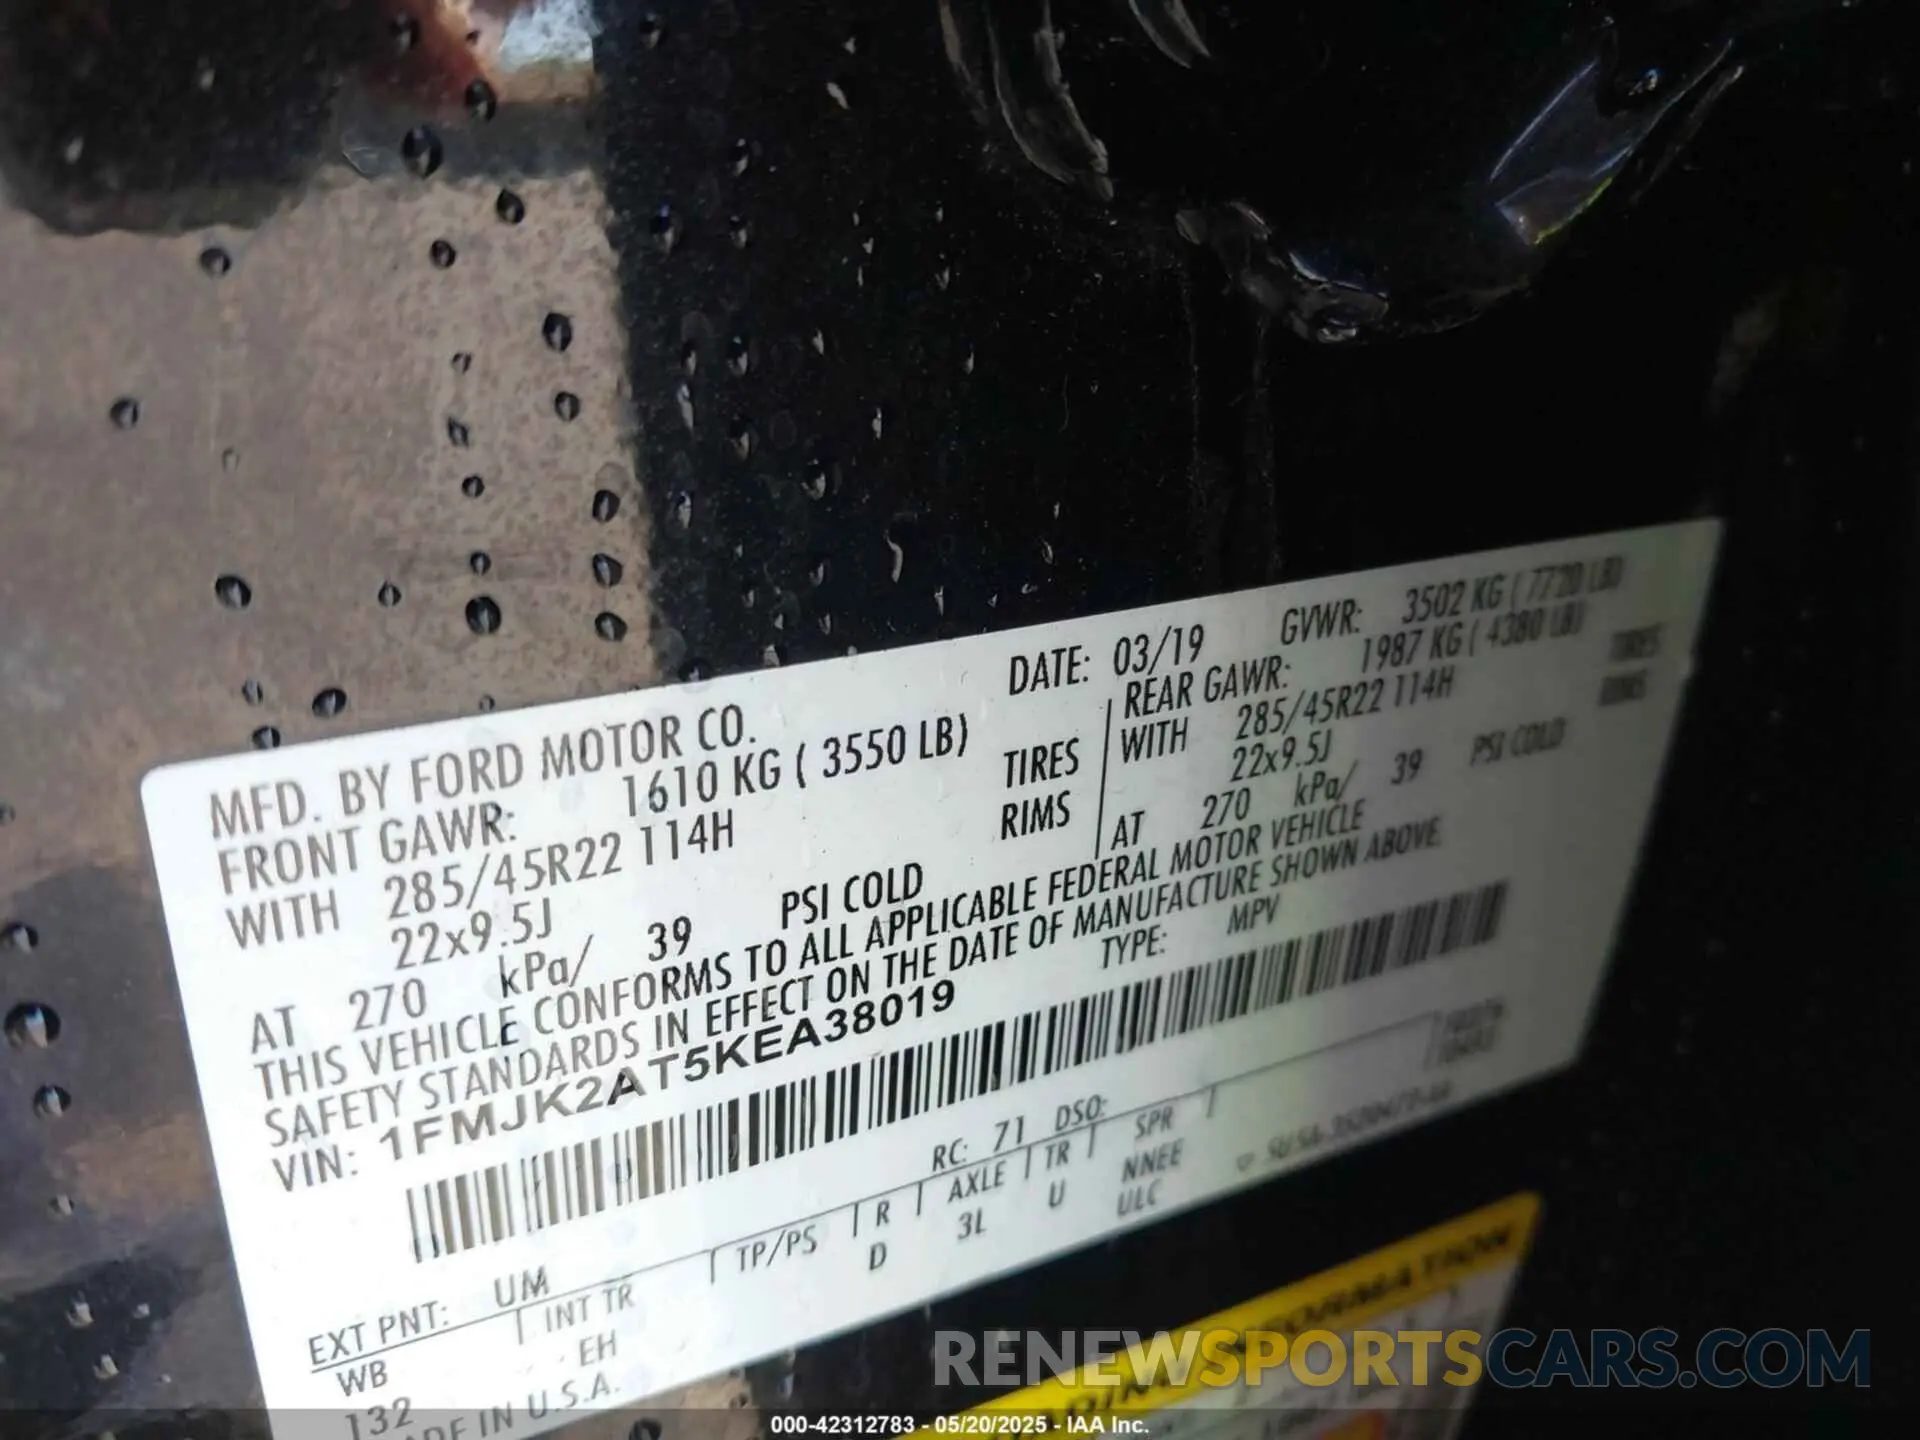 MFD. BY FORD MOTOR CO.
DATE: 03/19
GVWR: 3502 KG ( 7720 LB)
FRONT GAWR: 1610 KG ( 3550 LB)
REAR GAWR: 1987 KG ( 4380 LB)
WITH 285/45R22 114H TIRES
WITH 285/45R22 114H TIRES
22x9.5J RIMS
22x9.5J RIMS
AT 270 kPa/ 39 PSI COLD
AT 270 kPa/ 39 PSI COLD
THIS VEHICLE CONFORMS TO ALL APPLICABLE FEDERAL MOTOR VEHICLE
SAFETY STANDARDS IN EFFECT ON THE DATE OF MANUFACTURE SHOWN ABOVE
VIN: 1FMJK2AT5KEA38019
TYPE: MPV
EXT PNT: UM
RC: 71 DSO:
WB INT TR TP/PS R AXLE TR SPR
132 EH D 3L U NNEE
ULC
MADE IN U.S.A.
RENEWSPORTSCARS.COM
000-42312783 - 05/20/2025 - IAA Inc.